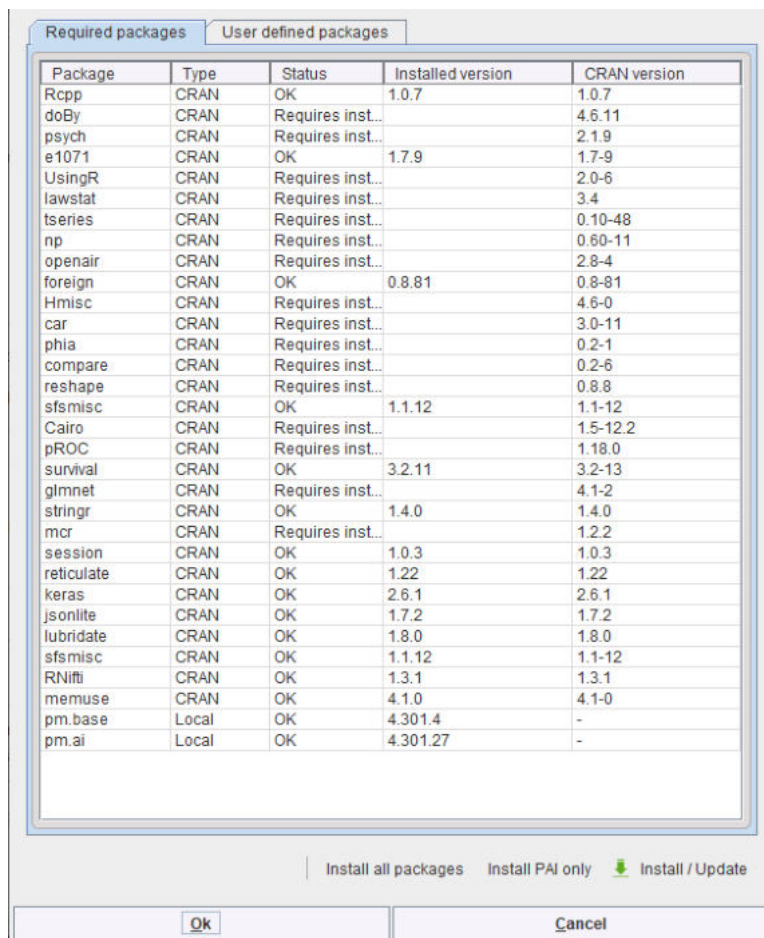 Required packages User defined packages
Package Type Status Installed version CRAN version
Rcpp CRAN OK 1.0.7 1.0.7
doBy CRAN Requires inst... 4.6.11
psych CRAN Requires inst... 2.1.9
e1071 CRAN OK 1.7.9 1.7-9
UsingR CRAN Requires inst... 2.0-6
lawstat CRAN Requires inst... 3.4
tseries CRAN Requires inst... 0.10-48
np CRAN Requires inst... 0.60-11
openair CRAN Requires inst... 2.8-4
foreign CRAN OK 0.8.81 0.8-81
Hmisc CRAN Requires inst... 4.6-0
car CRAN Requires inst... 3.0-11
phia CRAN Requires inst... 0.2-1
compare CRAN Requires inst... 0.2-6
reshape CRAN Requires inst... 0.8.8
sfsmisc CRAN OK 1.1.12 1.1-12
Cairo CRAN Requires inst... 1.5-12.2
pROC CRAN Requires inst... 1.18.0
survival CRAN OK 3.2.11 3.2-13
glmnet CRAN Requires inst... 4.1-2
stringr CRAN OK 1.4.0 1.4.0
mcr CRAN Requires inst... 1.2.2
session CRAN OK 1.0.3 1.0.3
reticulate CRAN OK 1.22 1.22
keras CRAN OK 2.6.1 2.6.1
jsonlite CRAN OK 1.7.2 1.7.2
lubridate CRAN OK 1.8.0 1.8.0
sfsmisc CRAN OK 1.1.12 1.1-12
RNifti CRAN OK 1.3.1 1.3.1
memuse CRAN OK 4.1.0 4.1-0
pm.base Local OK 4.301.4 -
pm.ai Local OK 4.301.27 -
Install all packages Install PAI only Install / Update
Ok Cancel